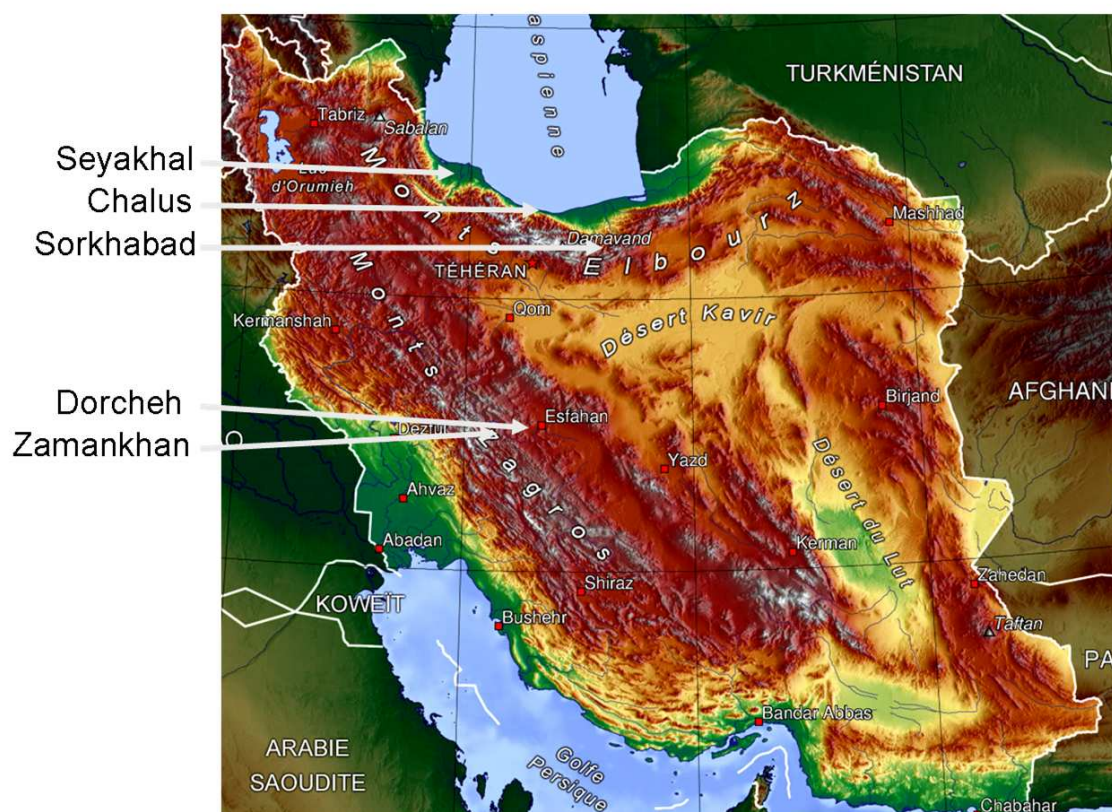 aspienne
TURKMÉNISTAN
Tabriz
Sabalan
Seyakhal
Lac
d'Orumieh
Chalus
Mashhad
Sorkhabad
Damavand
Monts Elbourz
TÉHÉRAN
Qom
Kermanshah
Désert Kavir
Monts Zagros
Dorcheh
Esfahan
Birjand
AFGHANI
Zamankhan
Dezful
Yazd
Désert du Lut
Ahvaz
Abadan
Kerman
Zahedan
KOWEÏT
Shiraz
Bushehr
Taftan
PA
Bandar Abbas
ARABIE
SAOUDITE
Golfe
Persique
Chabahar